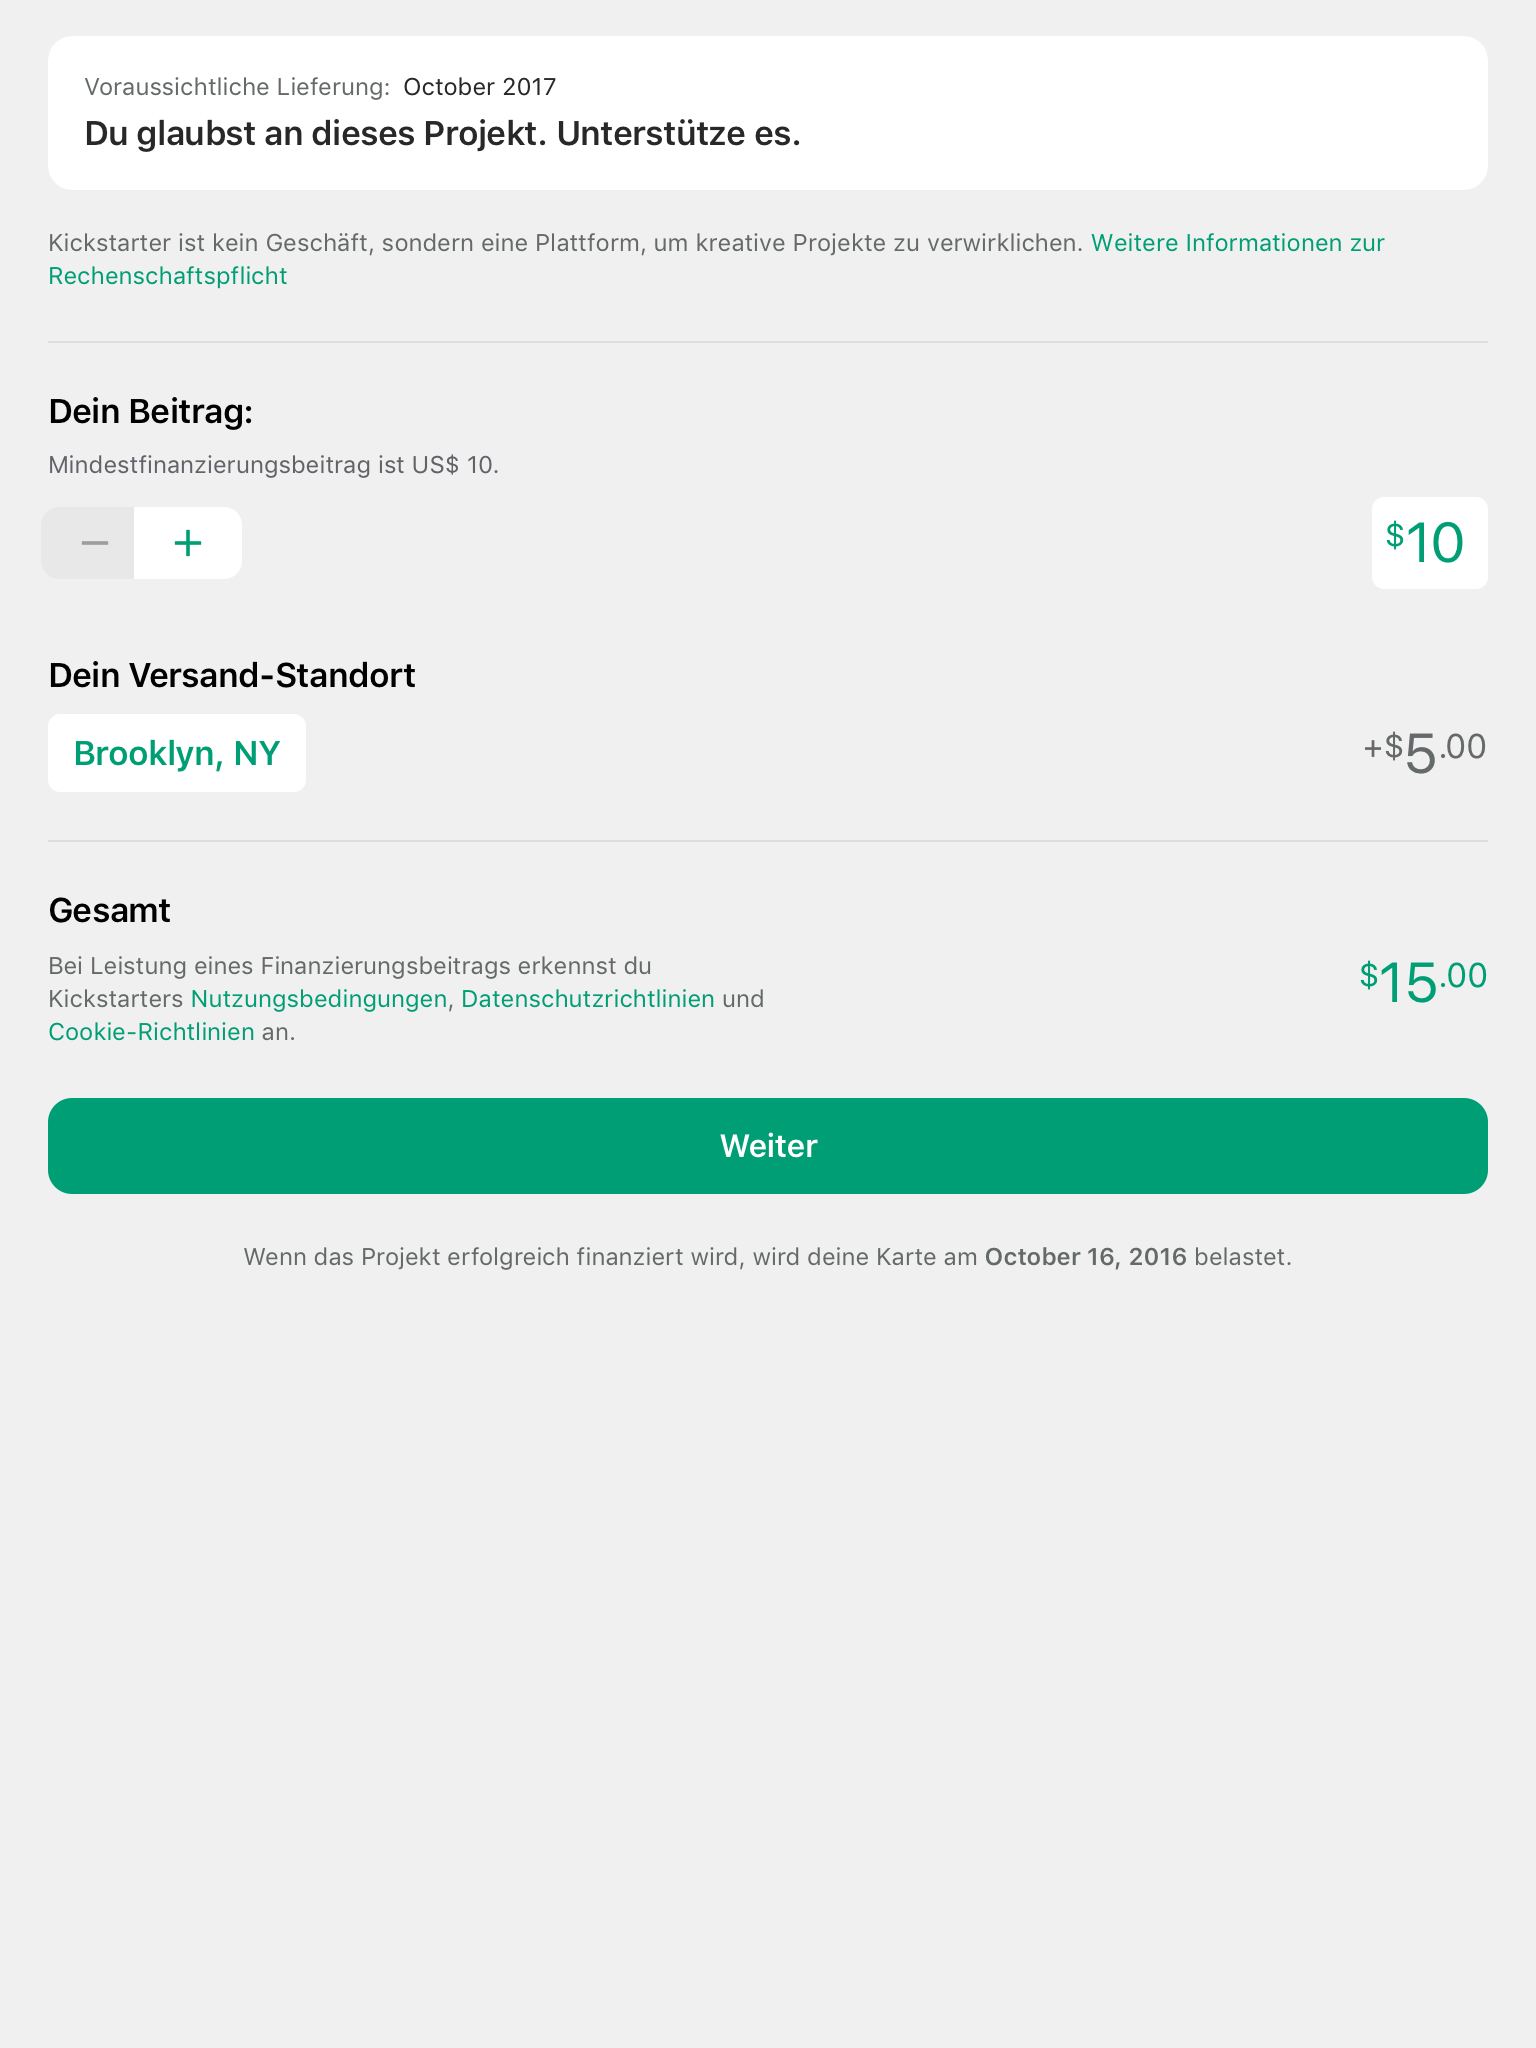 Voraussichtliche Lieferung: October 2017
Du glaubst an dieses Projekt. Unterstütze es.
Kickstarter ist kein Geschäft, sondern eine Plattform, um kreative Projekte zu verwirklichen. Weitere Informationen zur
Rechenschaftspflicht
Dein Beitrag:
Mindestfinanzierungsbeitrag ist US$ 10.
− + $10
Dein Versand-Standort
Brooklyn, NY +$5.00
Gesamt
Bei Leistung eines Finanzierungsbeitrags erkennst du
Kickstarters Nutzungsbedingungen, Datenschutzrichtlinien und
Cookie-Richtlinien an.
$15.00
Weiter
Wenn das Projekt erfolgreich finanziert wird, wird deine Karte am October 16, 2016 belastet.